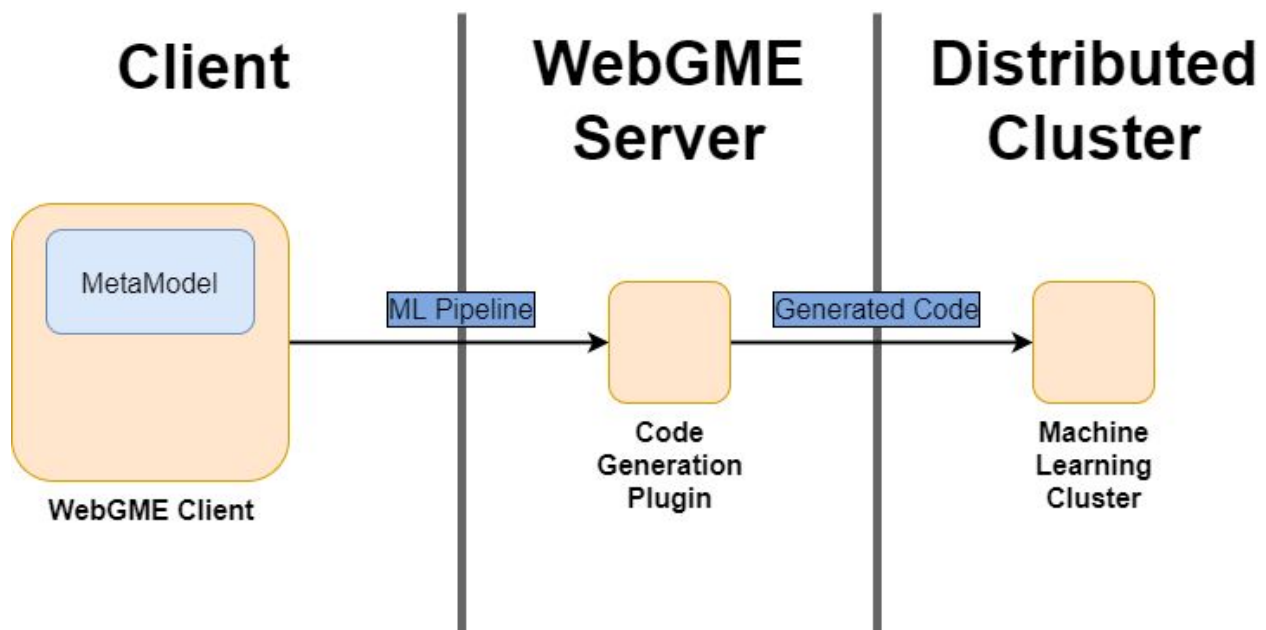 Client
WebGME
Server
Distributed
Cluster
MetaModel
ML Pipeline
Generated Code
WebGME Client
Code
Generation
Plugin
Machine
Learning
Cluster